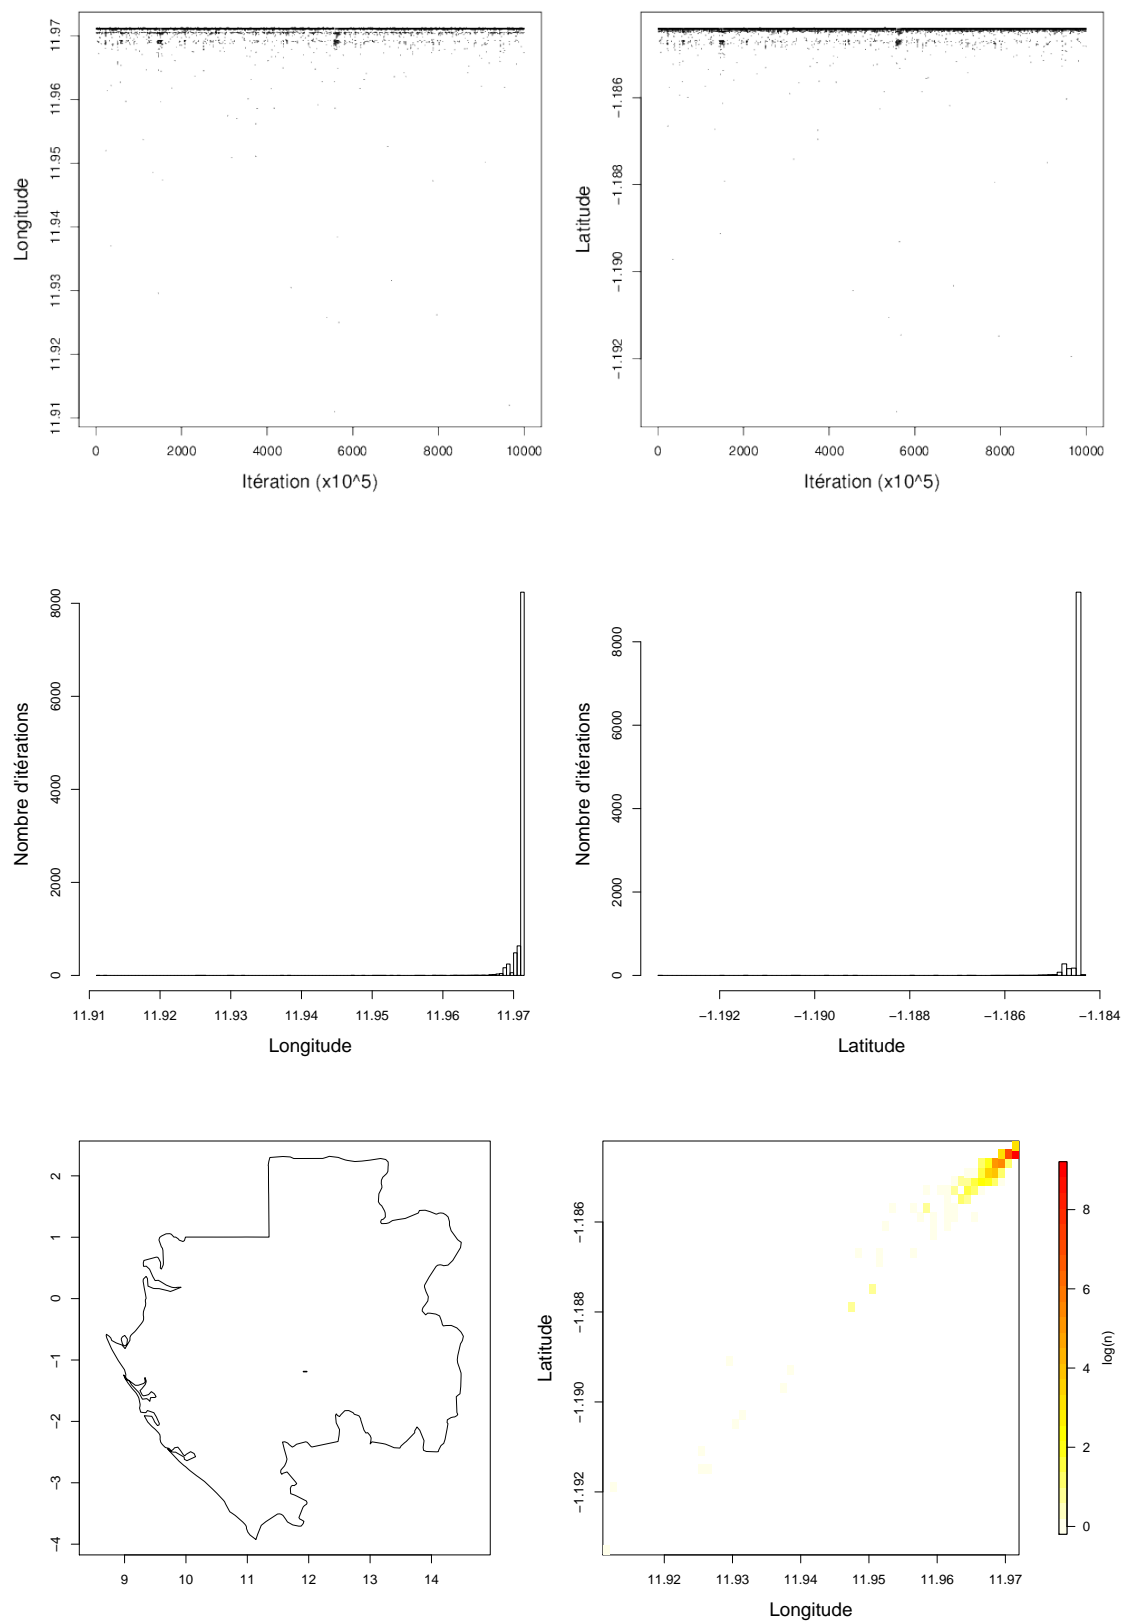 11.97
11.96
11.95
11.94
11.93
11.92
11.91
Longitude
0 2000 4000 6000 8000 10000
Itération (x10^5)
−1.186
−1.188
−1.190
−1.192
Latitude
0 2000 4000 6000 8000 10000
Itération (x10^5)
8000
6000
4000
2000
0
Nombre d'itérations
11.91 11.92 11.93 11.94 11.95 11.96 11.97
Longitude
8000
6000
4000
2000
0
Nombre d'itérations
−1.192 −1.190 −1.188 −1.186 −1.184
Latitude
2
1
0
−1
−2
−3
−4
9 10 11 12 13 14
−1.186
−1.188
−1.190
−1.192
Latitude
11.92 11.93 11.94 11.95 11.96 11.97
Longitude
8
6
4
2
0
log(n)